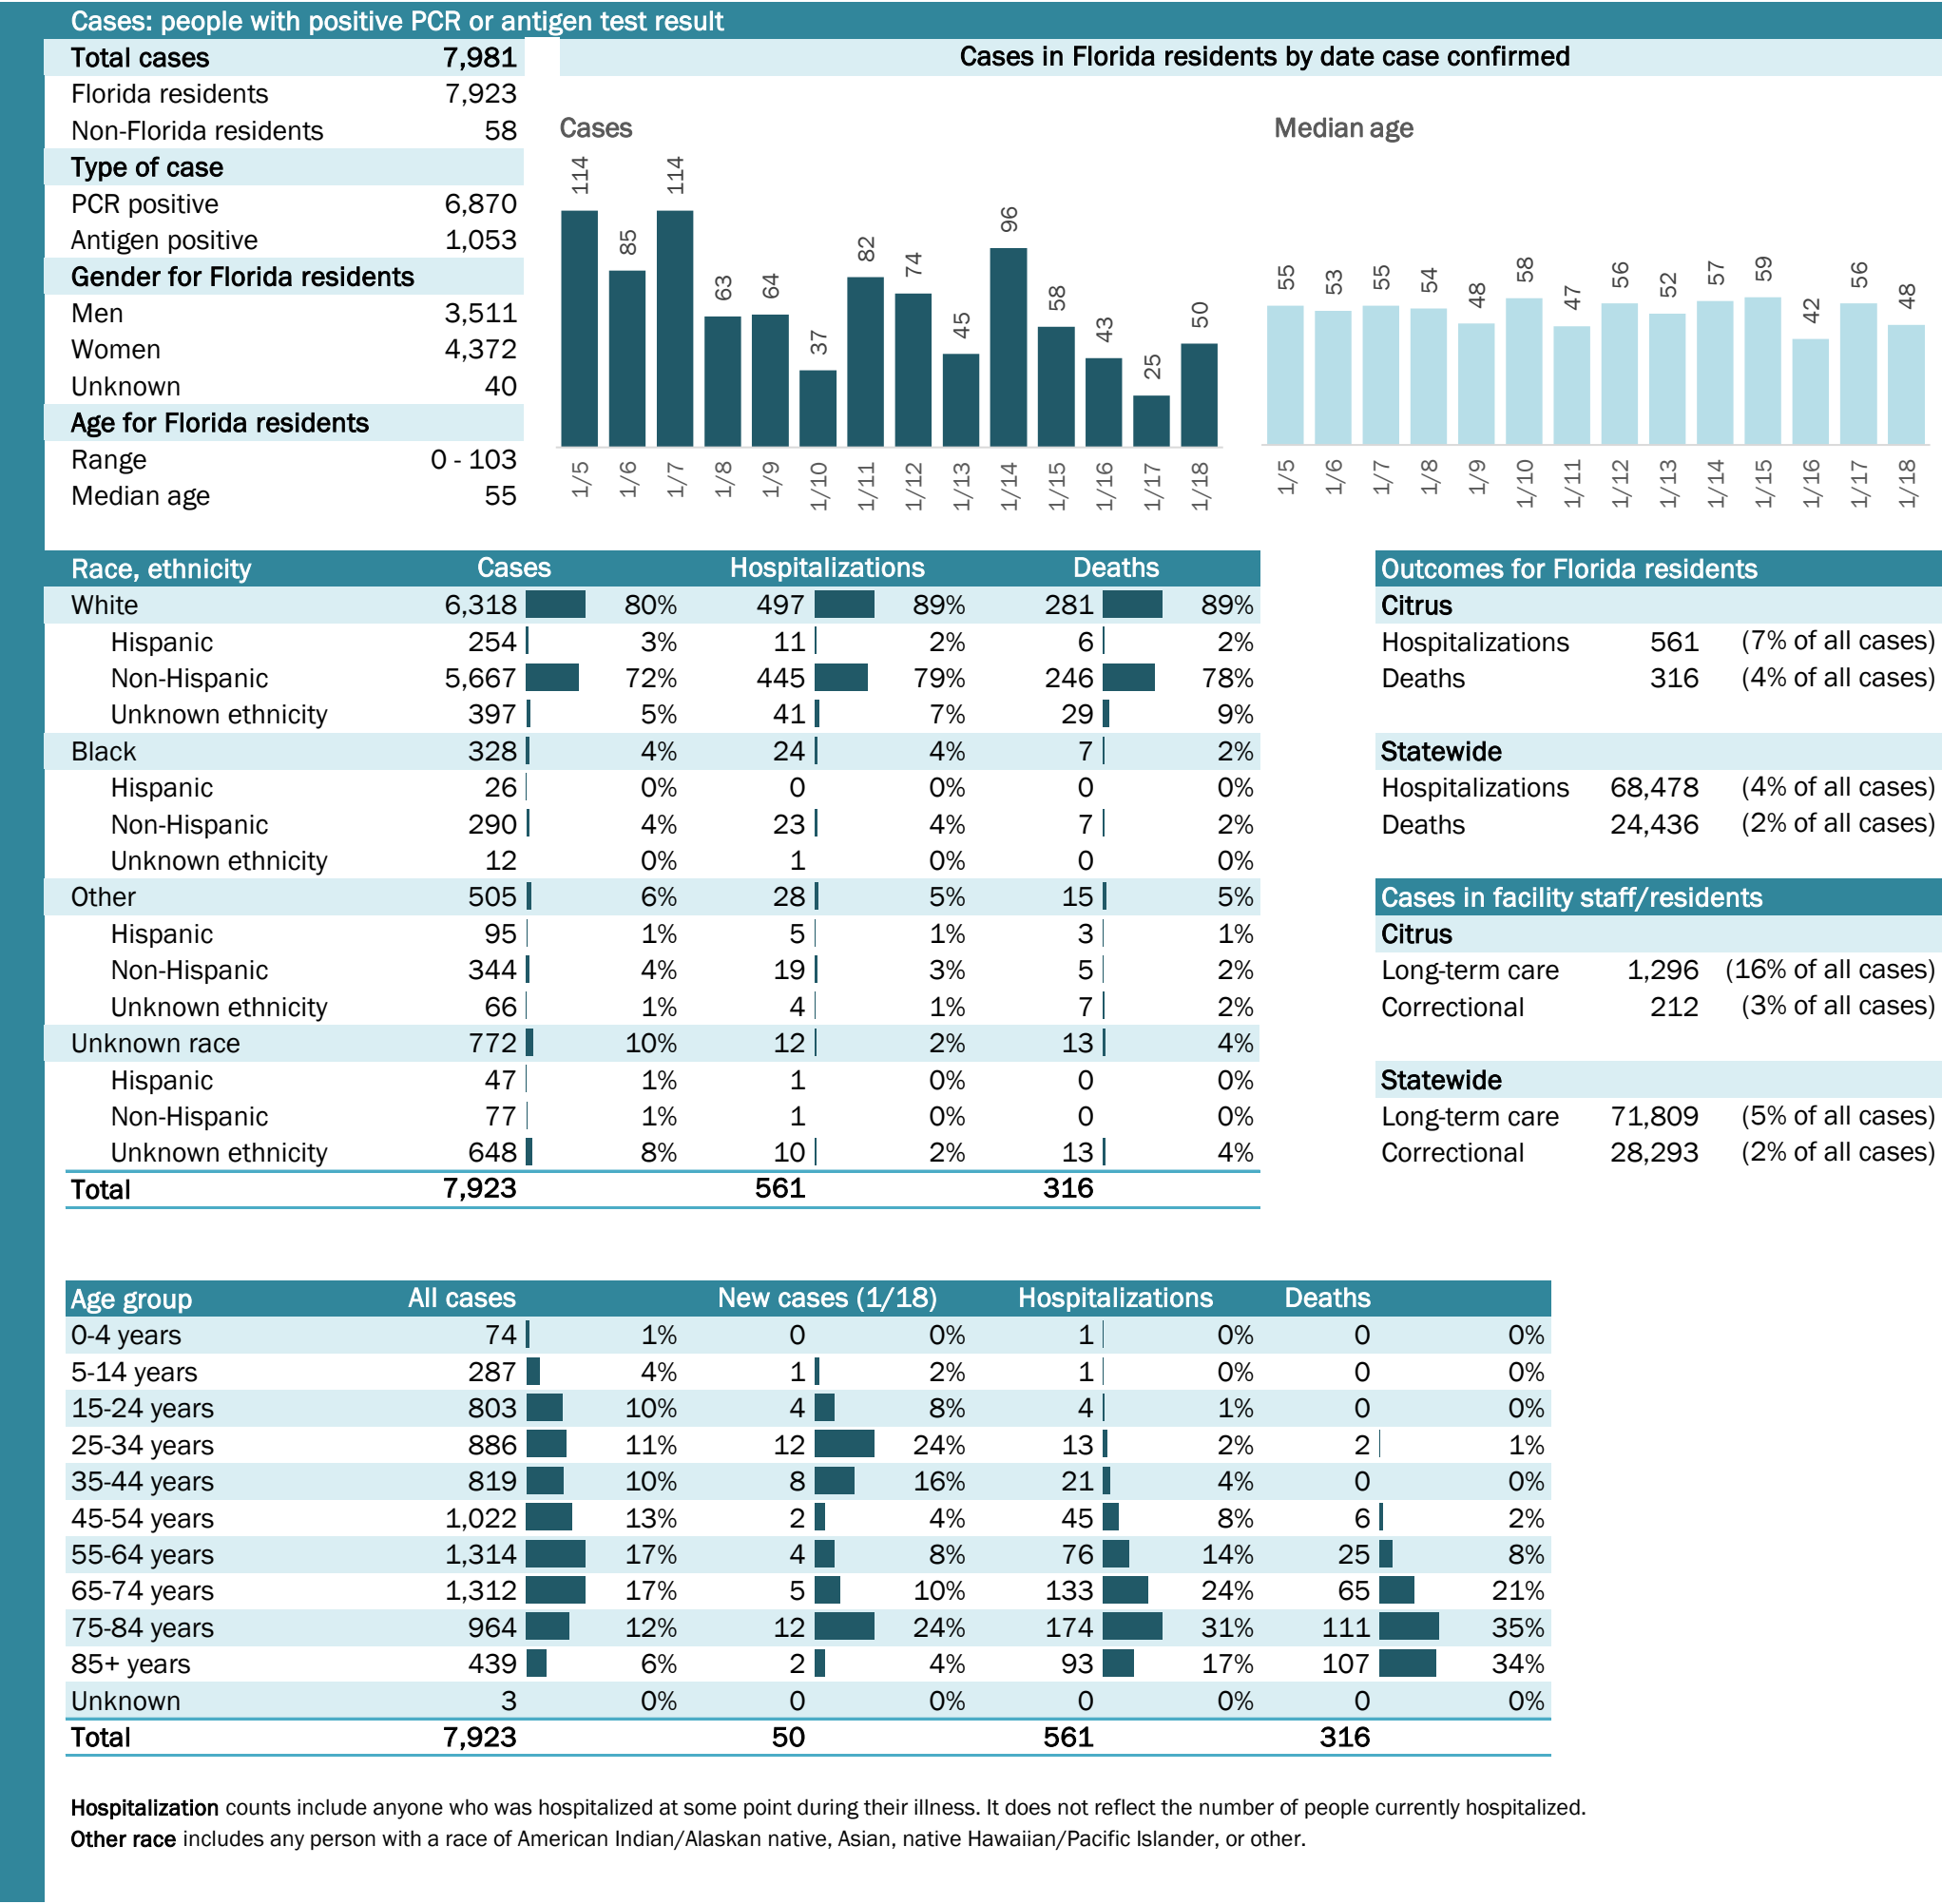 Cases: people with positive PCR or antigen test result
Total cases 7,981
Florida residents 7,923
Non-Florida residents 58
Type of case
PCR positive 6,870
Antigen positive 1,053
Gender for Florida residents
Men 3,511
Women 4,372
Unknown 40
Age for Florida residents
Range 0 - 103
Median age 55
Cases in Florida residents by date case confirmed
Cases
114 85 114 63 64 37 82 74 45 96 58 43 25 50
1/5 1/6 1/7 1/8 1/9 1/10 1/11 1/12 1/13 1/14 1/15 1/16 1/17 1/18
Median age
55 53 55 54 48 58 47 56 52 57 59 42 56 48
1/5 1/6 1/7 1/8 1/9 1/10 1/11 1/12 1/13 1/14 1/15 1/16 1/17 1/18
Race, ethnicity Cases Hospitalizations Deaths
White 6,318 80% 497 89% 281 89%
Hispanic 254 3% 11 2% 6 2%
Non-Hispanic 5,667 72% 445 79% 246 78%
Unknown ethnicity 397 5% 41 7% 29 9%
Black 328 4% 24 4% 7 2%
Hispanic 26 0% 0 0% 0 0%
Non-Hispanic 290 4% 23 4% 7 2%
Unknown ethnicity 12 0% 1 0% 0 0%
Other 505 6% 28 5% 15 5%
Hispanic 95 1% 5 1% 3 1%
Non-Hispanic 344 4% 19 3% 5 2%
Unknown ethnicity 66 1% 4 1% 7 2%
Unknown race 772 10% 12 2% 13 4%
Hispanic 47 1% 1 0% 0 0%
Non-Hispanic 77 1% 1 0% 0 0%
Unknown ethnicity 648 8% 10 2% 13 4%
Total 7,923 561 316
Outcomes for Florida residents
Citrus
Hospitalizations 561 (7% of all cases)
Deaths 316 (4% of all cases)
Statewide
Hospitalizations 68,478 (4% of all cases)
Deaths 24,436 (2% of all cases)
Cases in facility staff/residents
Citrus
Long-term care 1,296 (16% of all cases)
Correctional 212 (3% of all cases)
Statewide
Long-term care 71,809 (5% of all cases)
Correctional 28,293 (2% of all cases)
Age group All cases New cases (1/18) Hospitalizations Deaths
0-4 years 74 1% 0 0% 1 0% 0 0%
5-14 years 287 4% 1 2% 1 0% 0 0%
15-24 years 803 10% 4 8% 4 1% 0 0%
25-34 years 886 11% 12 24% 13 2% 2 1%
35-44 years 819 10% 8 16% 21 4% 0 0%
45-54 years 1,022 13% 2 4% 45 8% 6 2%
55-64 years 1,314 17% 4 8% 76 14% 25 8%
65-74 years 1,312 17% 5 10% 133 24% 65 21%
75-84 years 964 12% 12 24% 174 31% 111 35%
85+ years 439 6% 2 4% 93 17% 107 34%
Unknown 3 0% 0 0% 0 0% 0 0%
Total 7,923 50 561 316
Hospitalization counts include anyone who was hospitalized at some point during their illness. It does not reflect the number of people currently hospitalized.
Other race includes any person with a race of American Indian/Alaskan native, Asian, native Hawaiian/Pacific Islander, or other.